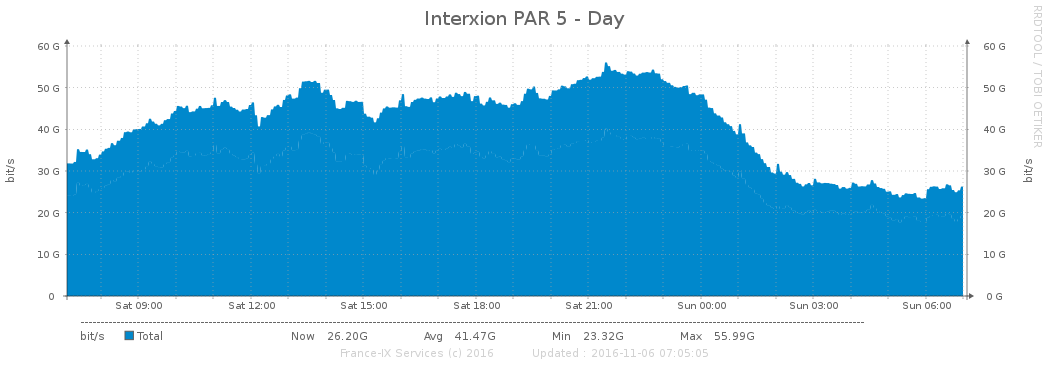 Interxion PAR 5 - Day
RRDTOOL / TOBI OETIKER
60 G 60 G
50 G 50 G
40 G 40 G
30 G 30 G
20 G 20 G
10 G 10 G
0 0 G
bit/s bit/s
Sat 09:00 Sat 12:00 Sat 15:00 Sat 18:00 Sat 21:00 Sun 00:00 Sun 03:00 Sun 06:00
bit/s Total Now 26.20G Avg 41.47G Min 23.32G Max 55.99G
France-IX Services (c) 2016 Updated : 2016-11-06 07:05:05